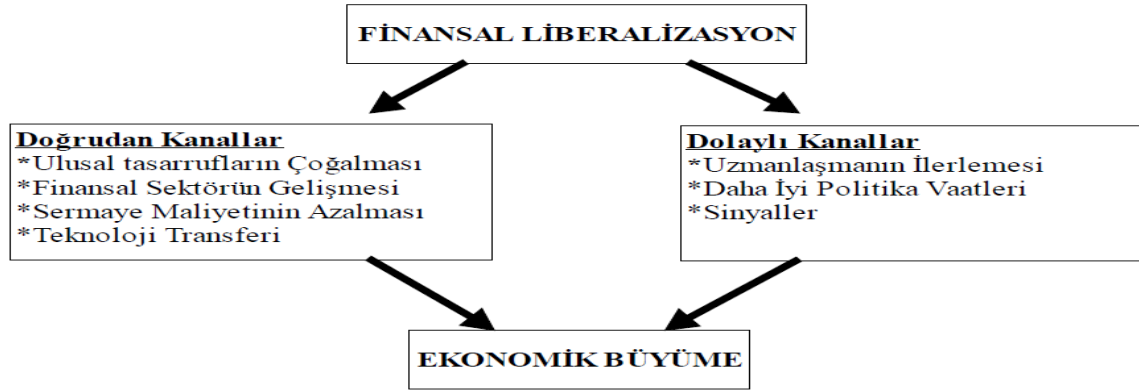 FİNANSAL LİBERALİZASYON
Doğrudan Kanallar
*Ulusal tasarrufların Çoğalması
*Finansal Sektörün Gelişmesi
*Sermaye Maliyetinin Azalması
*Teknoloji Transferi
Dolaylı Kanallar
*Uzmanlaşmanın İlerlemesi
*Daha İyi Politika Vaatleri
*Sinyaller
EKONOMİK BÜYÜME